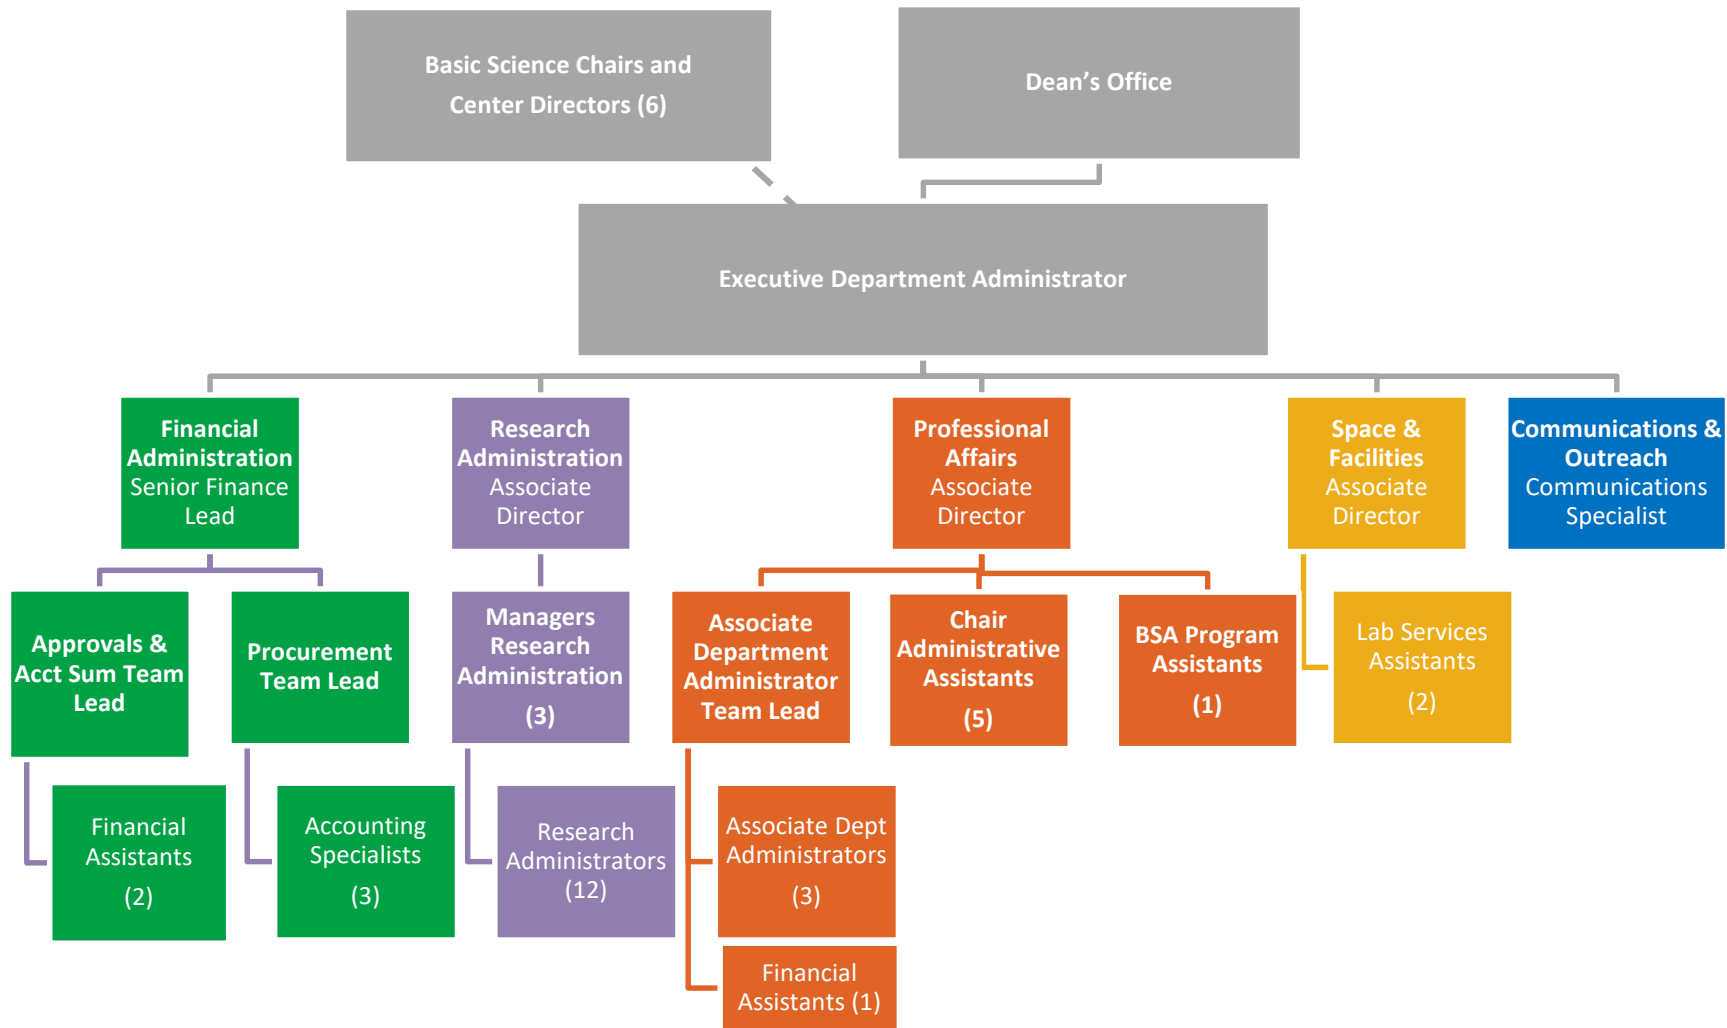 Basic Science Chairs and
Center Directors (6)
Dean’s Office
Executive Department Administrator
Financial
Administration
Senior Finance
Lead
Research
Administration
Associate
Director
Professional
Affairs
Associate
Director
Space &
Facilities
Associate
Director
Communications &
Outreach
Communications
Specialist
Approvals &
Acct Sum Team
Lead
Procurement
Team Lead
Managers
Research
Administration
(3)
Associate
Department
Administrator
Team Lead
Chair
Administrative
Assistants
(5)
BSA Program
Assistants
(1)
Lab Services
Assistants
(2)
Financial
Assistants
(2)
Accounting
Specialists
(3)
Research
Administrators
(12)
Associate Dept
Administrators
(3)
Financial
Assistants (1)